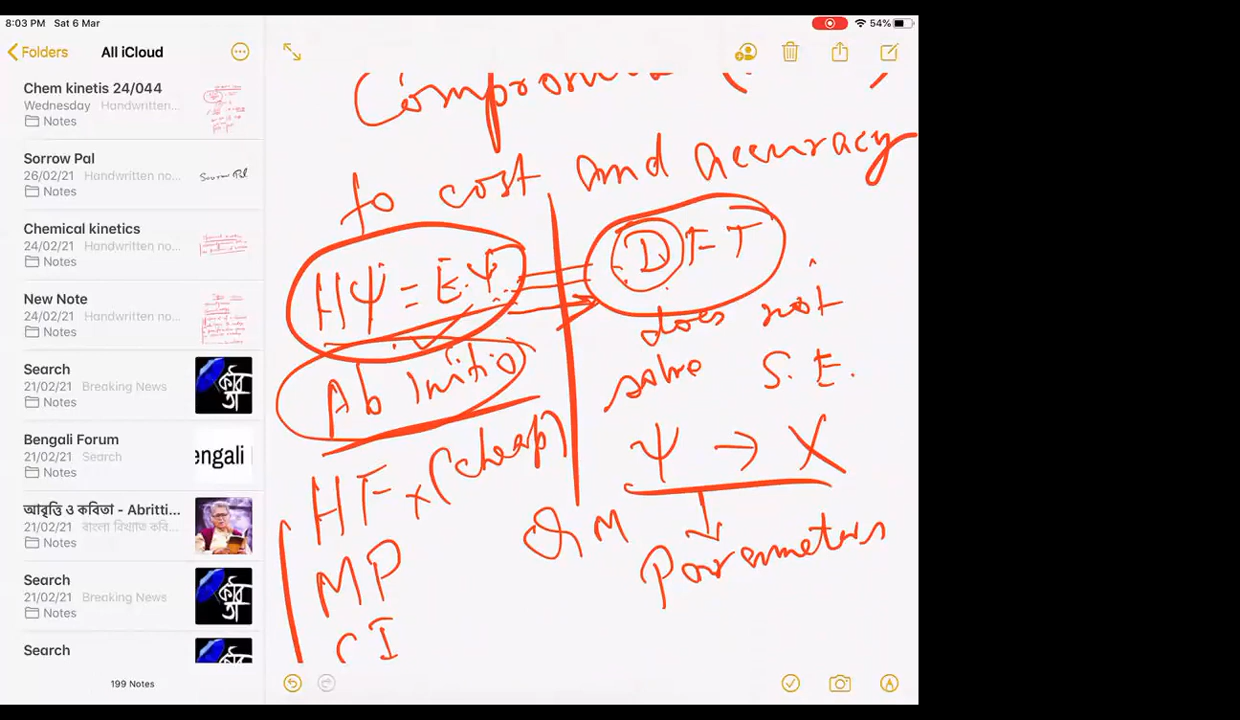 8:03 PM Sat 6 Mar
54%
Folders
All iCloud
Chem kinetis 24/044
Wednesday Handwritten...
Notes
Sorrow Pal
26/02/21 Handwritten no...
Notes
Sorrow Pal
Chemical kinetics
24/02/21 Handwritten no...
Notes
New Note
24/02/21 Handwritten no...
Notes
Search
21/02/21 Breaking News
Notes
Bengali Forum
21/02/21 Search
Notes
engali
আবৃত্তি ও কবিতা - Abritti...
21/02/21 বাংলা বিখ্যাত কবি...
Notes
Search
21/02/21 Breaking News
Notes
Search
199 Notes
to cost and accuracy
HΨ = E.Ψ
DFT
does not
Ab Initio
solve S.E.
HF (cheap)
Ψ → X
QM
Parameters
MP
CI